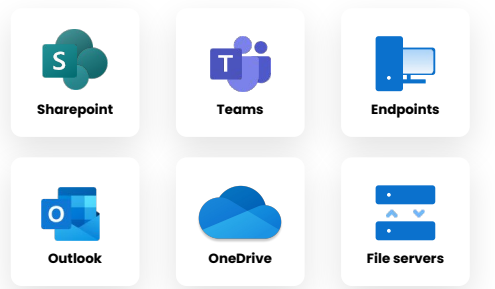 S
Sharepoint
T
Teams
Endpoints
O
Outlook
OneDrive
File servers